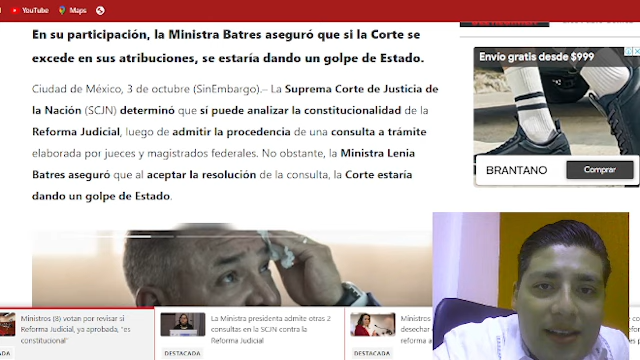 YouTube
Maps
En su participación, la Ministra Batres aseguró que si la Corte se
excede en sus atribuciones, se estaría dando un golpe de Estado.
Ciudad de México, 3 de octubre (SinEmbargo).– La Suprema Corte de Justicia de
la Nación (SCJN) determinó que sí puede analizar la constitucionalidad de la
Reforma Judicial, luego de admitir la procedencia de una consulta a trámite
elaborada por jueces y magistrados federales. No obstante, la Ministra Lenia
Batres aseguró que al aceptar la resolución de la consulta, la Corte estaría
dando un golpe de Estado.
Envío gratis desde $999
BRANTANO
Comprar
Ministros (8) votan por revisar si
Reforma Judicial, ya aprobada, "es
constitucional"
La Ministra presidenta admite otras 2
consultas en la SCJN contra la
Reforma Judicial
DESTACADA
Ministros
desechar
el
Judicial
DESTACADA